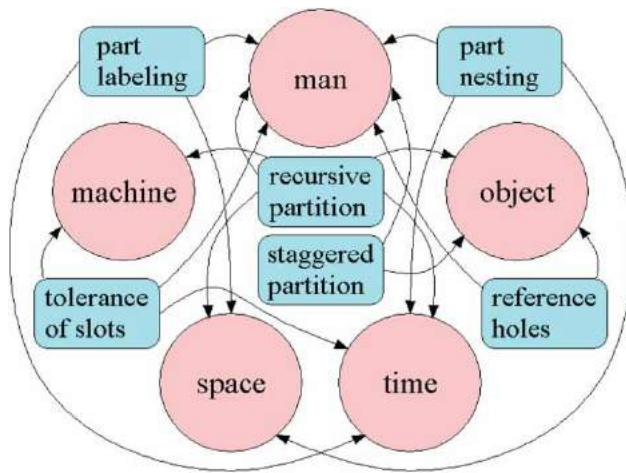 part
labeling
man
part
nesting
machine
recursive
partition
object
staggered
partition
tolerance
of slots
reference
holes
space
time